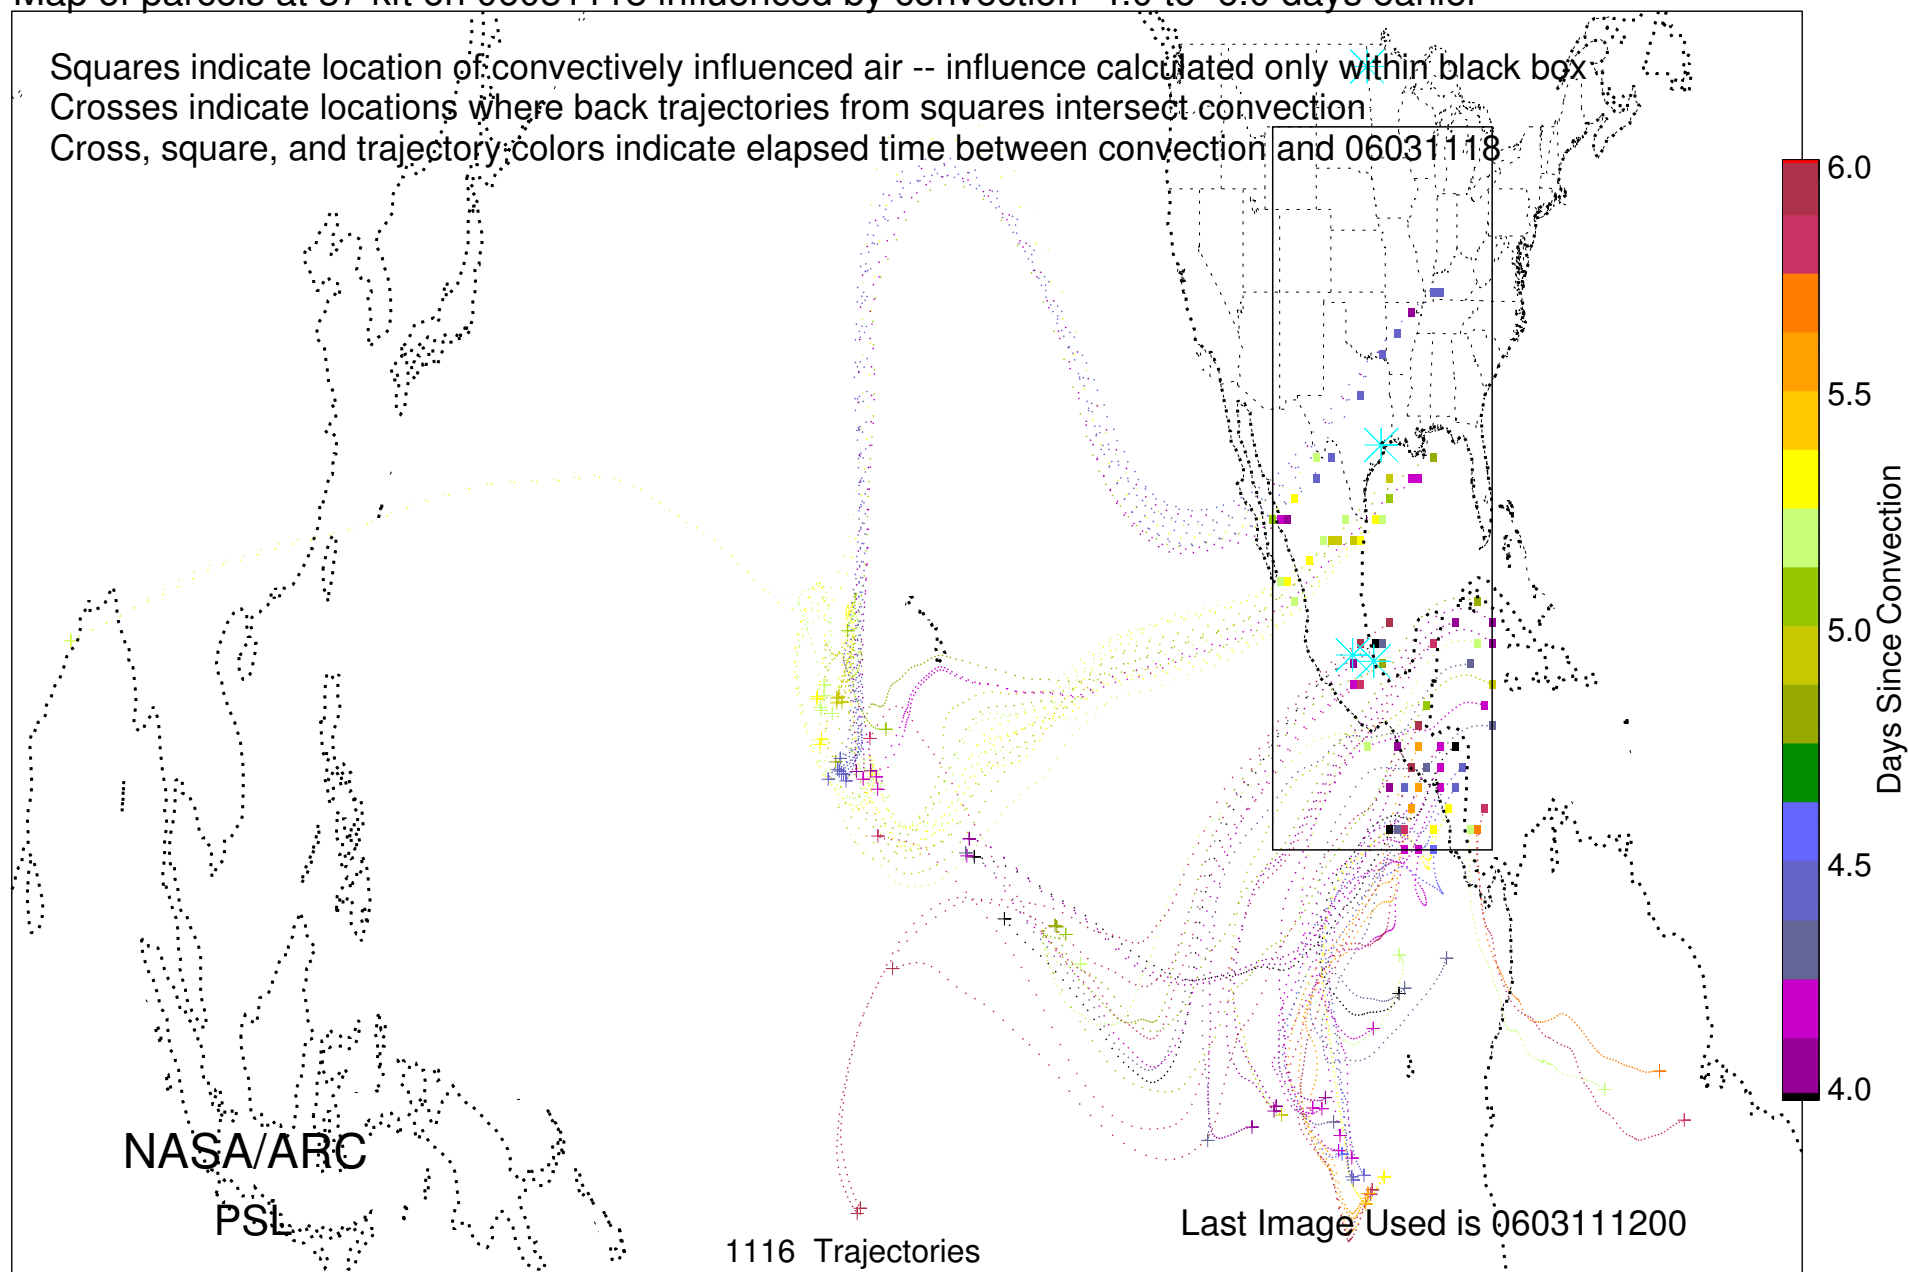 Squares indicate location of convectively influenced air -- influence calculated only within black box
Crosses indicate locations where back trajectories from squares intersect convection
Cross, square, and trajectory colors indicate elapsed time between convection and 06031118
6.0
5.5
5.0
4.5
4.0
Days Since Convection
NASA/ARC
PSL
Last Image Used is 0603111200
1116 Trajectories